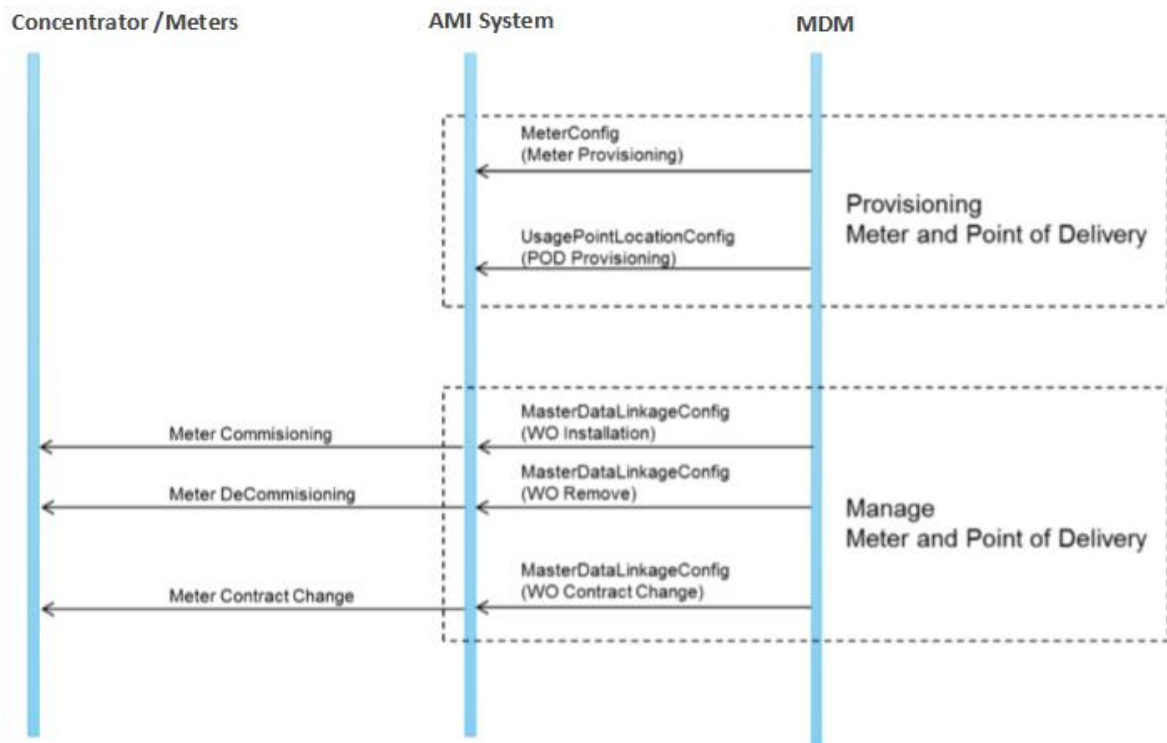 Concentrator /Meters
AMI System
MDM
MeterConfig
(Meter Provisioning)
UsagePointLocationConfig
(POD Provisioning)
Provisioning
Meter and Point of Delivery
MasterDataLinkageConfig
(WO Installation)
Meter Commisioning
MasterDataLinkageConfig
(WO Remove)
Meter DeCommisioning
Manage
Meter and Point of Delivery
MasterDataLinkageConfig
(WO Contract Change)
Meter Contract Change